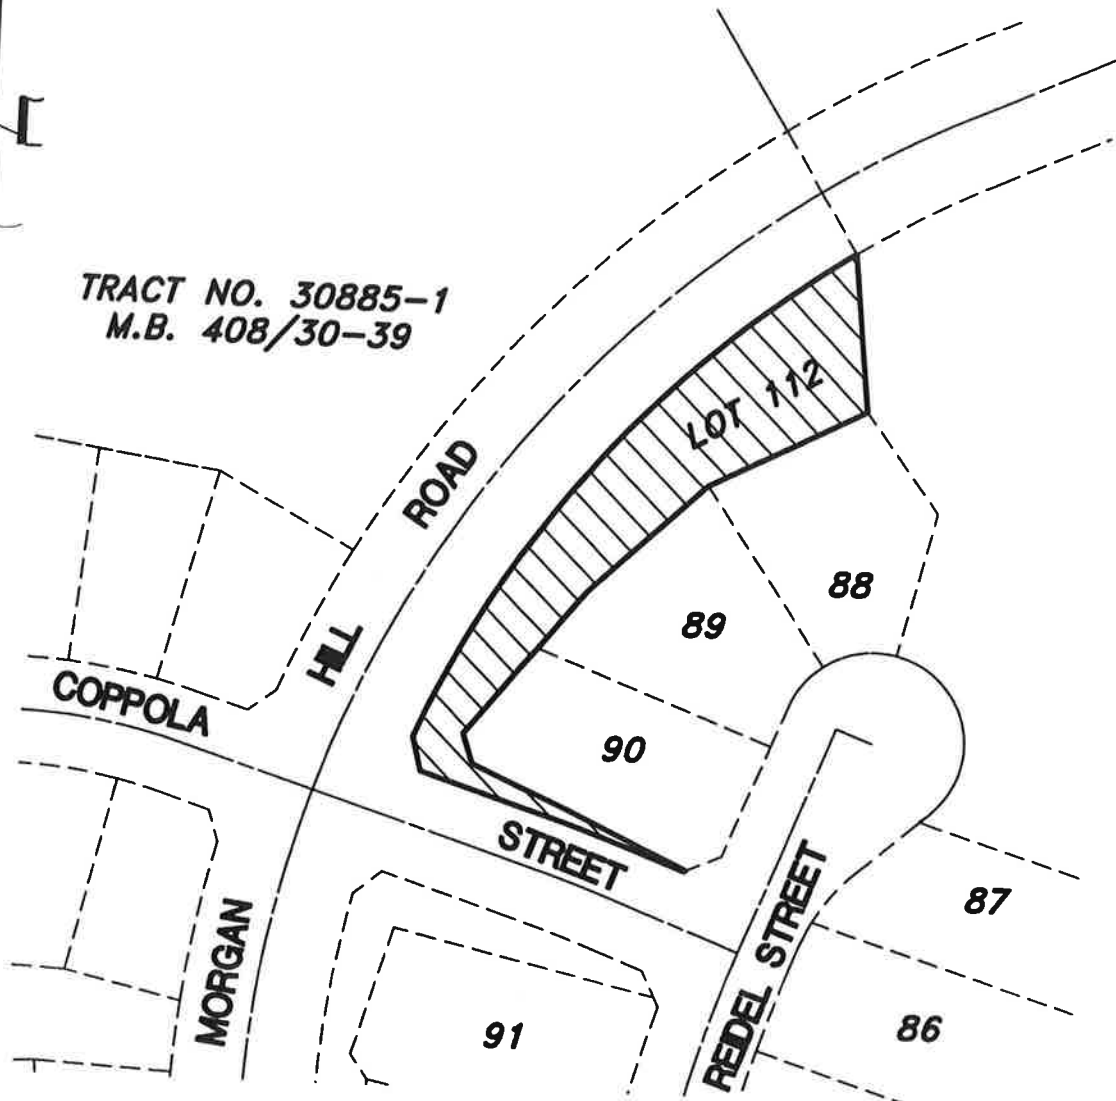 TRACT NO. 30885-1
M.B. 408/30-39
LOT 112
ROAD
HILL
88
89
COPPOLA
90
STREET
87
MORGAN
REIDEL STREET
91
86